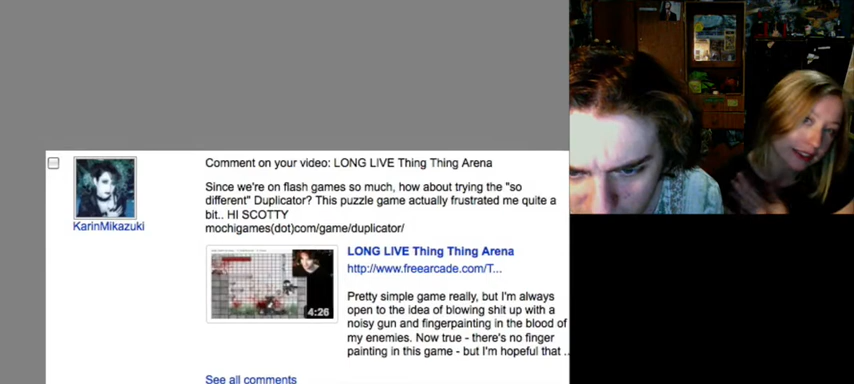 Comment on your video: LONG LIVE Thing Thing Arena
Since we're on flash games so much, how about trying the "so
different" Duplicator? This puzzle game actually frustrated me quite a
bit.. HI SCOTTY
mochigames(dot)com/game/duplicator/
KarinMikazuki
LONG LIVE Thing Thing Arena
http://www.freearcade.com/T...
4:26
Pretty simple game really, but I'm always
open to the idea of blowing shit up with a
noisy gun and fingerpainting in the blood of
my enemies. Now true - there's no finger
painting in this game - but I'm hopeful that ..
See all comments